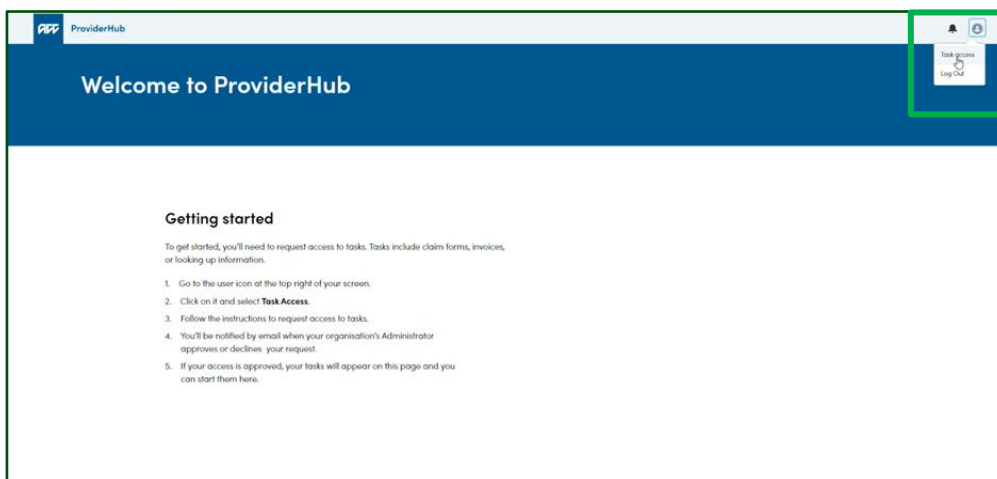 ACC ProviderHub
Task access
Log Out
Welcome to ProviderHub
Getting started
To get started, you'll need to request access to tasks. Tasks include claim forms, invoices,
or looking up information.
1. Go to the user icon at the top right of your screen.
2. Click on it and select Task Access.
3. Follow the instructions to request access to tasks.
4. You'll be notified by email when your organisation's Administrator
approves or declines your request.
5. If your access is approved, your tasks will appear on this page and you
can start them here.